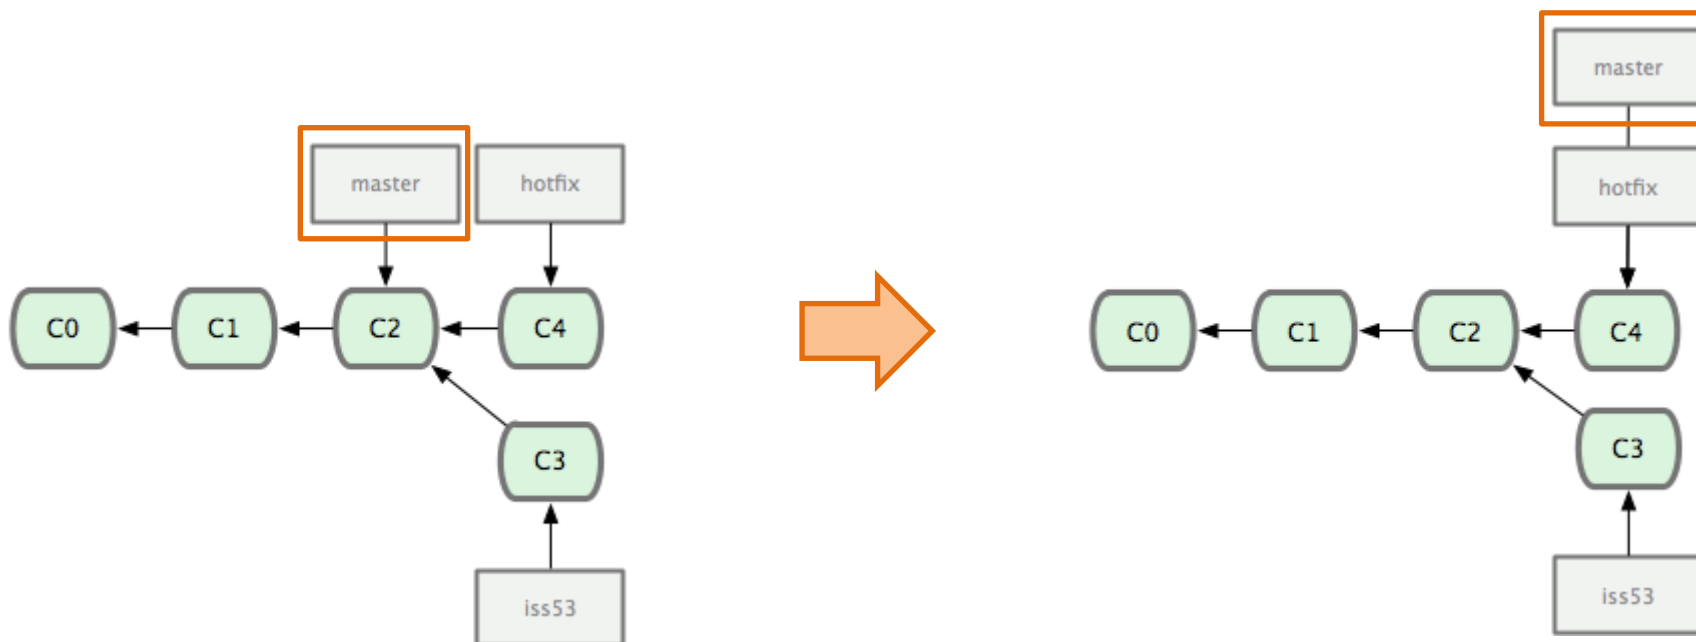 master
hotfix
C0
C1
C2
C4
C3
iss53
master
hotfix
C0
C1
C2
C4
C3
iss53